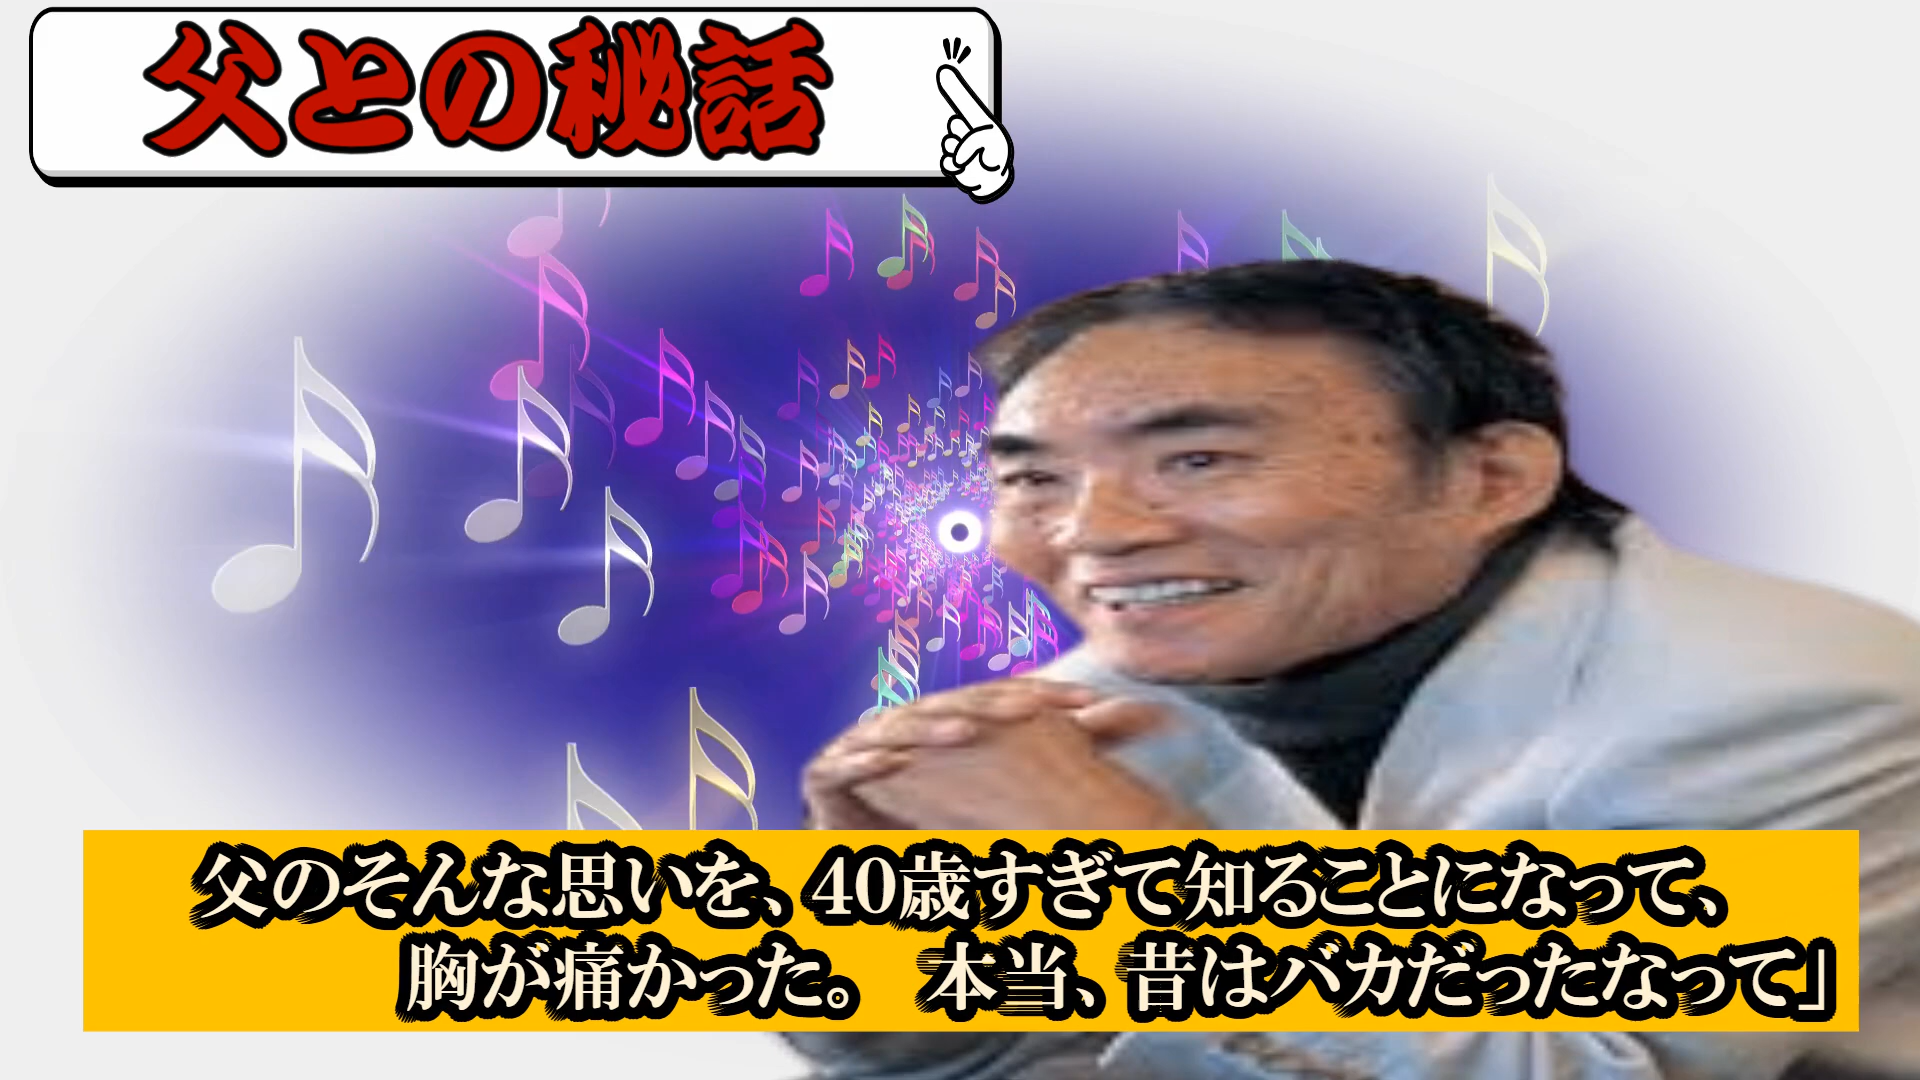 父との秘話
父のそんな思いを、40歳すぎて知ることになって、
胸が痛かった。 本当、昔はバカだったなって」